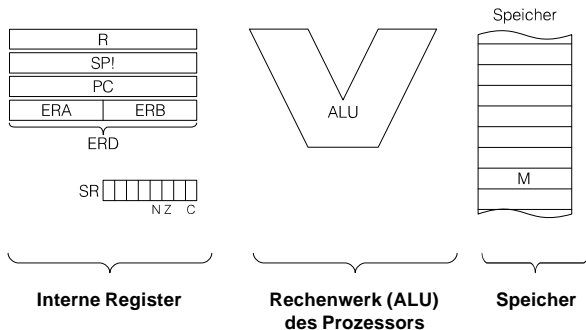 Speicher
R
SP!
PC
ERA ERB
ERD
ALU
M
SR
N Z C
Interne Register
Rechenwerk (ALU)
des Prozessors
Speicher